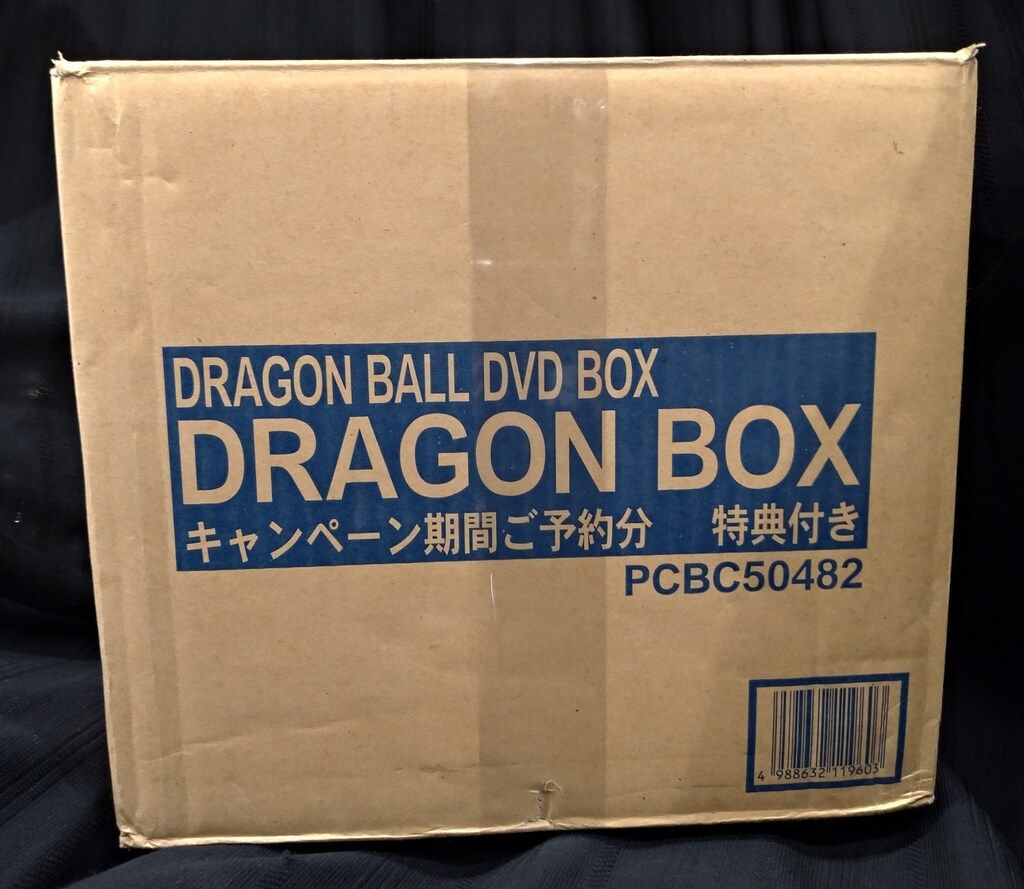 DRAGON BALL DVD BOX
DRAGON BOX
キャンペーン期間ご予約分 特典付き
PCBC50482
4 988632 119603